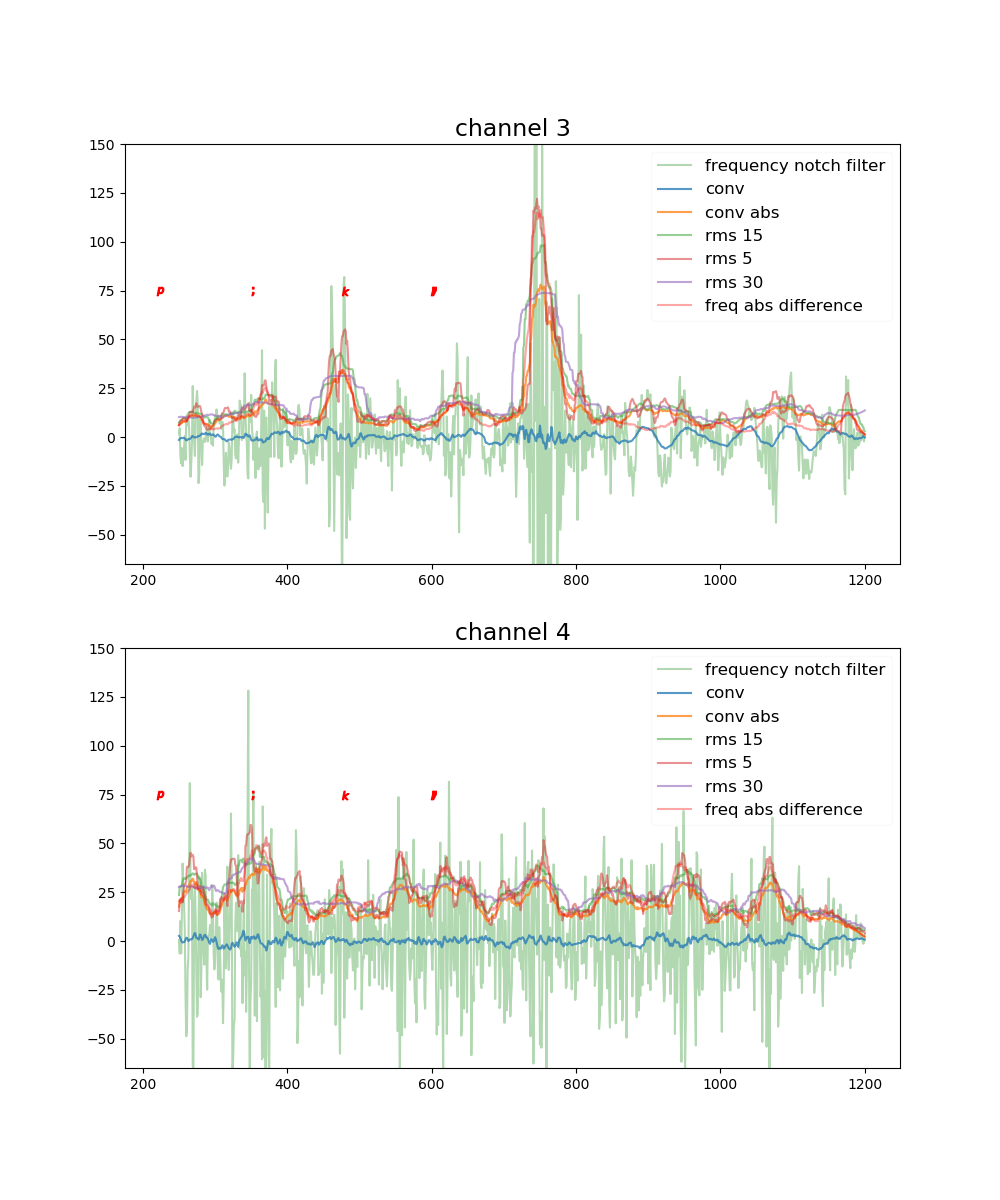 channel 3
150
125
100
75
50
25
0
−25
−50
frequency notch filter
conv
conv abs
rms 15
rms 5
rms 30
freq abs difference
p ; k
200 400 600 800 1000 1200
channel 4
150
125
100
75
50
25
0
−25
−50
frequency notch filter
conv
conv abs
rms 15
rms 5
rms 30
freq abs difference
p ; k
200 400 600 800 1000 1200